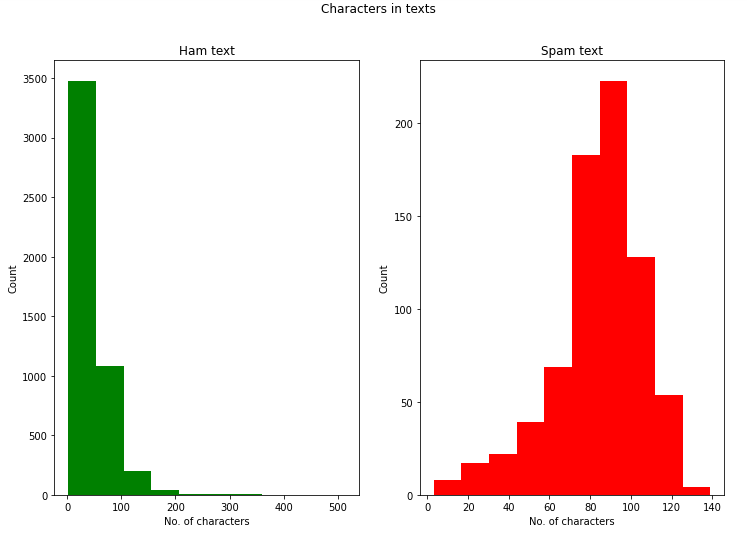 Characters in texts
Ham text
Spam text
3500
3000
2500
2000
1500
1000
500
0
Count
0 100 200 300 400 500
No. of characters
200
150
100
50
0
Count
0 20 40 60 80 100 120 140
No. of characters